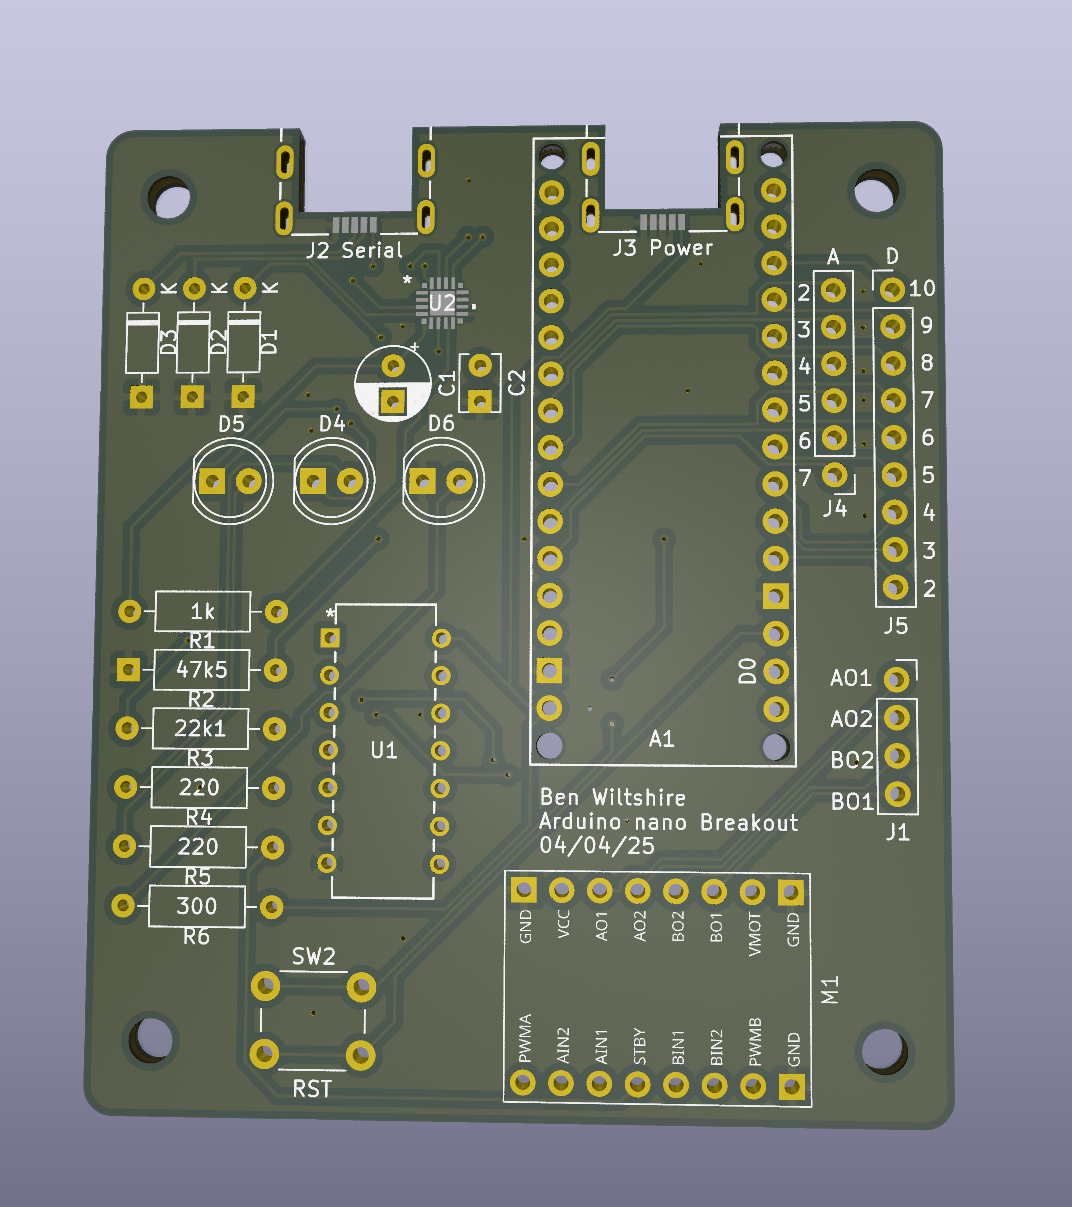 J2 Serial
J3 Power
A
D
K
K
K
*
U2
2
10
D3
D2
D1
+
3
9
4
8
C1
C2
5
7
D5
D4
D6
6
6
7
5
J4
4
3
2
1k
*
R1
J5
47k5
D0
AO1
R2
22k1
AO2
U1
A1
R3
BO2
220
Ben Wiltshire
BO1
R4
Arduino nano Breakout
J1
220
04/04/25
R5
300
GND
VCC
AO1
AO2
BO2
BO1
VMOT
GND
R6
SW2
M1
PWMA
AIN2
AIN1
STBY
BIN1
BIN2
PWMB
GND
RST